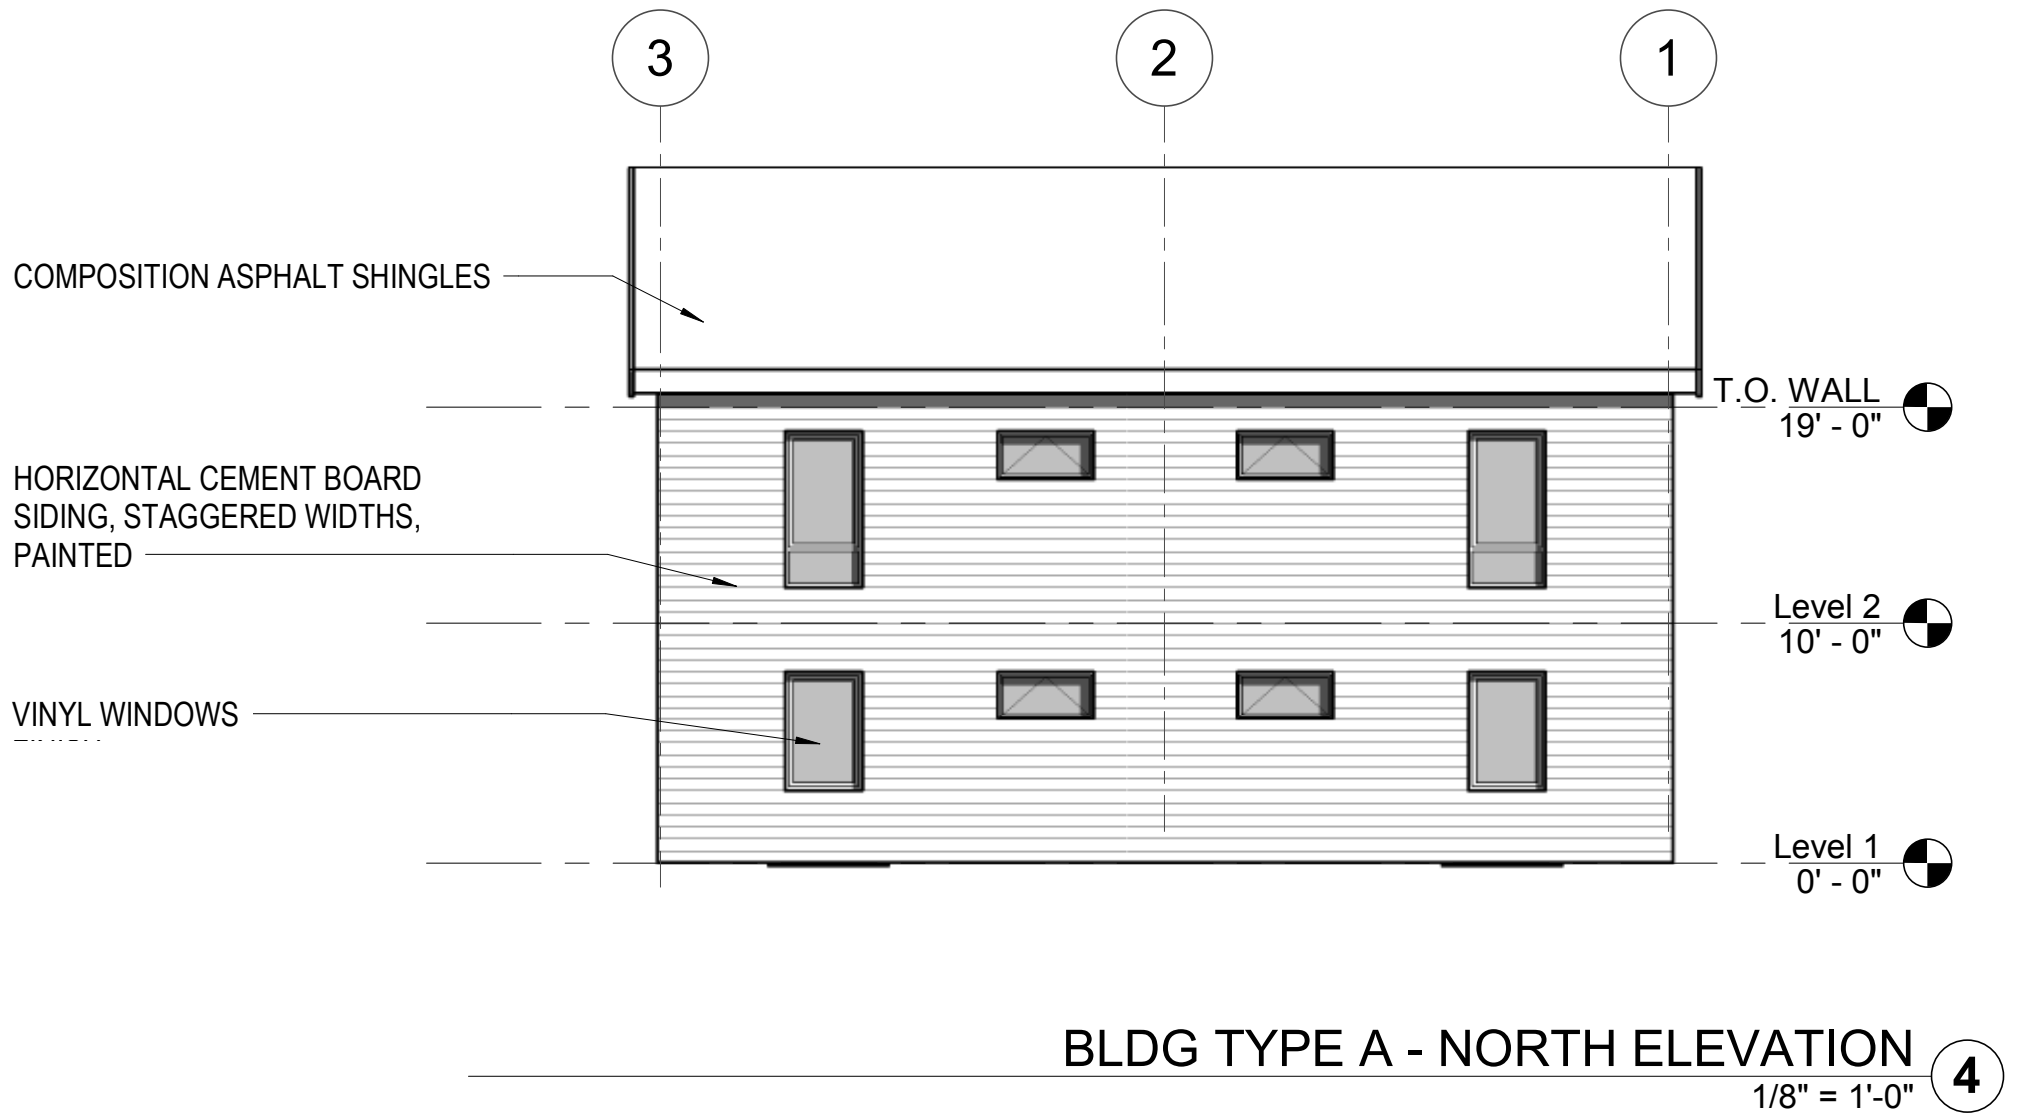 3
2
1
COMPOSITION ASPHALT SHINGLES
T.O. WALL
19' - 0"
HORIZONTAL CEMENT BOARD
SIDING, STAGGERED WIDTHS,
PAINTED
Level 2
10' - 0"
VINYL WINDOWS
Level 1
0' - 0"
BLDG TYPE A - NORTH ELEVATION
4
1/8" = 1'-0"